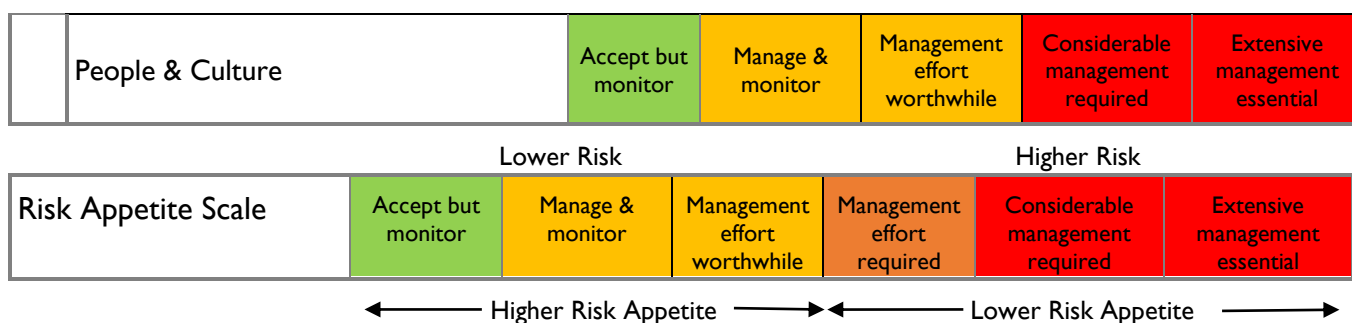 People & Culture
Accept but
monitor
Manage &
monitor
Management
effort
worthwhile
Considerable
management
required
Extensive
management
essential
Lower Risk
Higher Risk
Risk Appetite Scale
Accept but
monitor
Manage &
monitor
Management
effort
worthwhile
Management
effort
required
Considerable
management
required
Extensive
management
essential
Higher Risk Appetite
Lower Risk Appetite